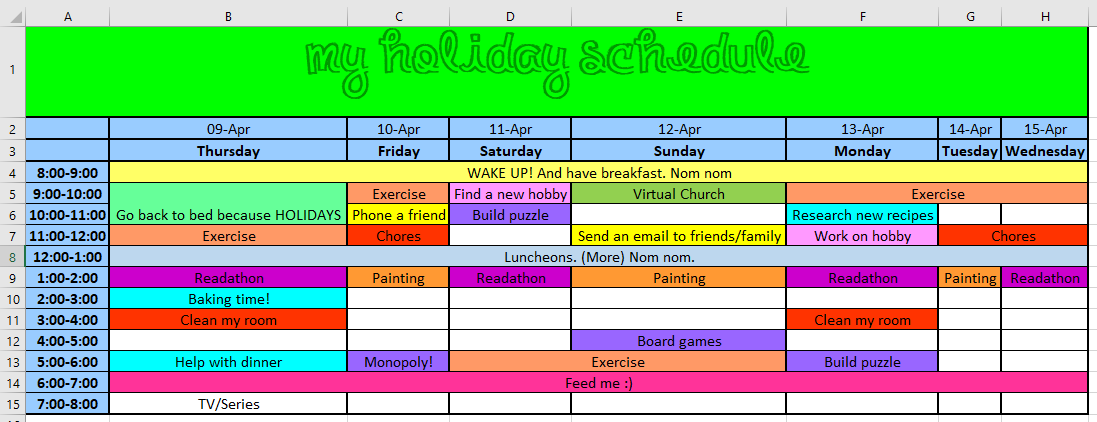 A B C D E F G H
1 my holiday schedule
2 09-Apr 10-Apr 11-Apr 12-Apr 13-Apr 14-Apr 15-Apr
3 Thursday Friday Saturday Sunday Monday Tuesday Wednesday
4 8:00-9:00 WAKE UP! And have breakfast. Nom nom
5 9:00-10:00 Exercise Find a new hobby Virtual Church Exercise
6 10:00-11:00 Go back to bed because HOLIDAYS Phone a friend Build puzzle Research new recipes
7 11:00-12:00 Exercise Chores Send an email to friends/family Work on hobby Chores
8 12:00-1:00 Luncheons. (More) Nom nom.
9 1:00-2:00 Readathon Painting Readathon Painting Readathon Painting Readathon
10 2:00-3:00 Baking time!
11 3:00-4:00 Clean my room Clean my room
12 4:00-5:00 Board games
13 5:00-6:00 Help with dinner Monopoly! Exercise Build puzzle
14 6:00-7:00 Feed me :)
15 7:00-8:00 TV/Series